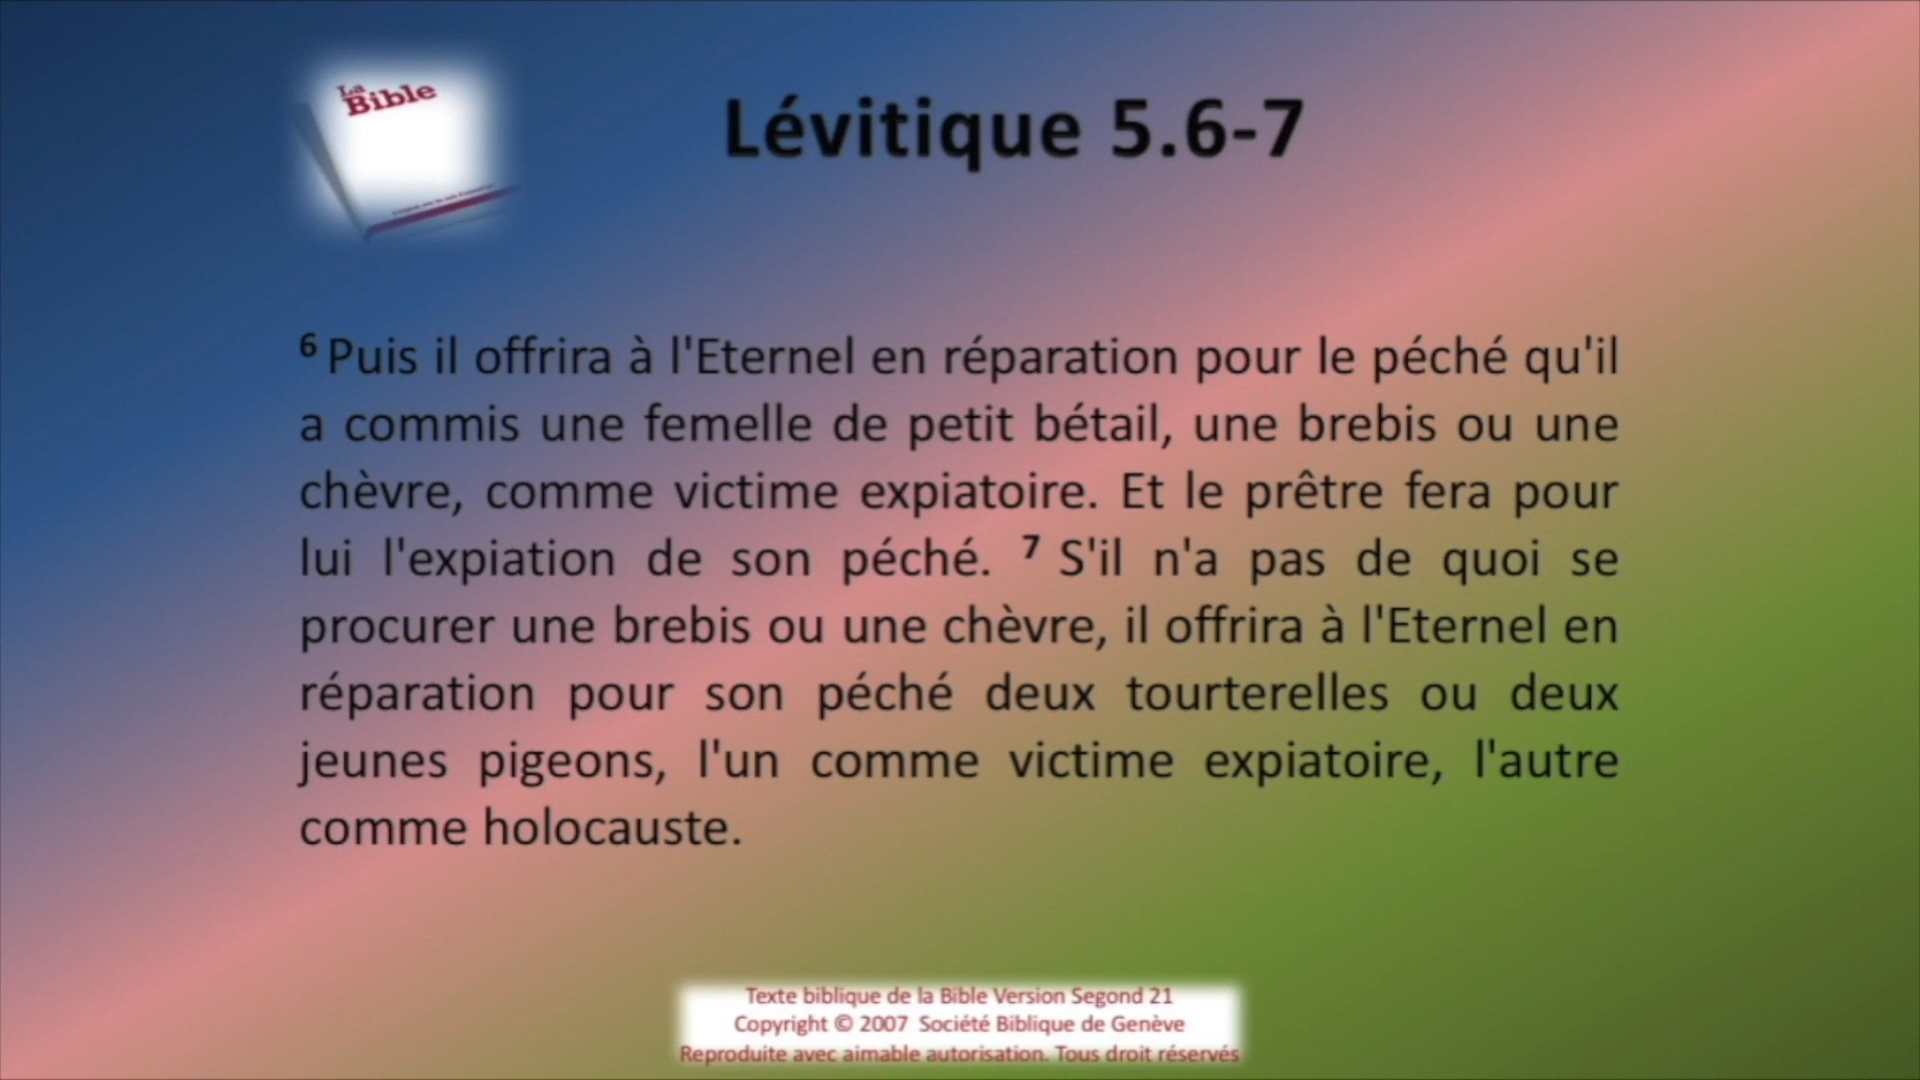 La
Bible
Lévitique 5.6-7
6 Puis il offrira à l'Eternel en réparation pour le péché qu'il
a commis une femelle de petit bétail, une brebis ou une
chèvre, comme victime expiatoire. Et le prêtre fera pour
lui l'expiation de son péché. 7 S'il n'a pas de quoi se
procurer une brebis ou une chèvre, il offrira à l'Eternel en
réparation pour son péché deux tourterelles ou deux
jeunes pigeons, l'un comme victime expiatoire, l'autre
comme holocauste.
Texte biblique de la Bible Version Segond 21
Copyright © 2007 Société Biblique de Genève
Reproduite avec aimable autorisation. Tous droit réservés